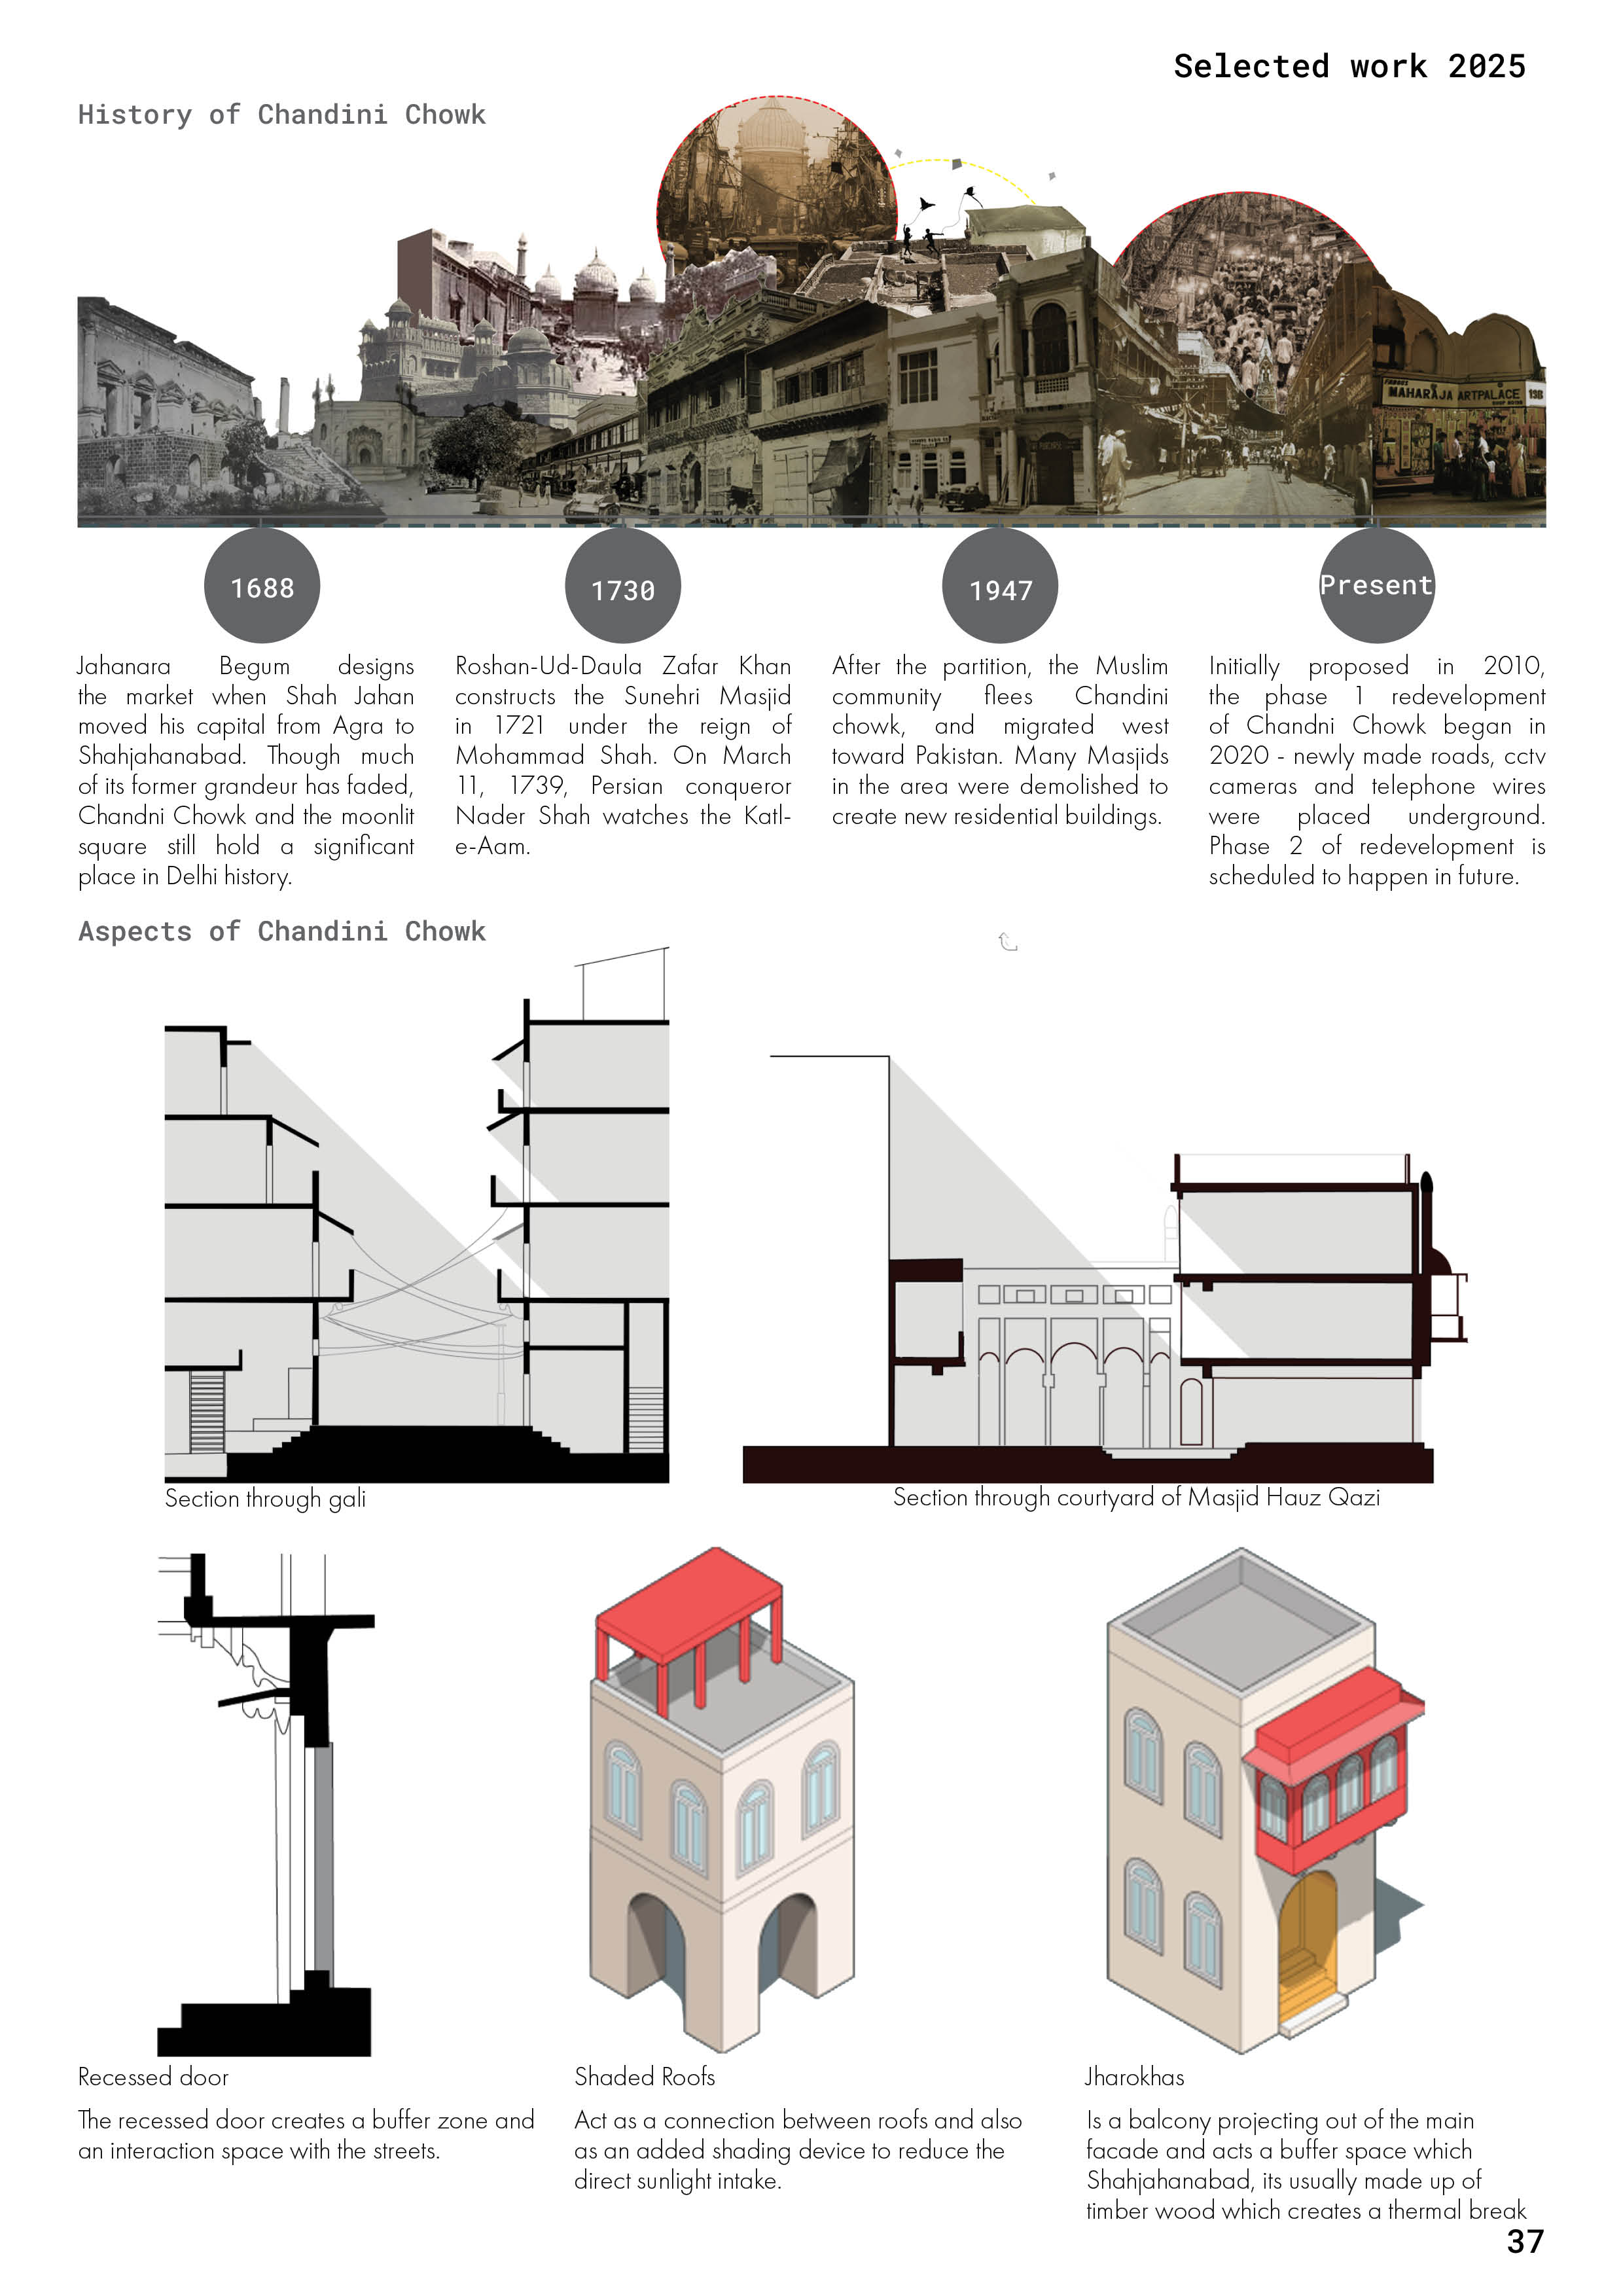 Selected work 2025
History of Chandini Chowk
FAMOUS
MAHARAJA ARTPALACE 13B
1688
Jahanara Begum designs
the market when Shah Jahan
moved his capital from Agra to
Shahjahanabad. Though much
of its former grandeur has faded,
Chandni Chowk and the moonlit
square still hold a significant
place in Delhi history.
1730
Roshan-Ud-Daula Zafar Khan
constructs the Sunehri Masjid
in 1721 under the reign of
Mohammad Shah. On March
11, 1739, Persian conqueror
Nader Shah watches the Katl-
e-Aam.
1947
After the partition, the Muslim
community flees Chandini
chowk, and migrated west
toward Pakistan. Many Masjids
in the area were demolished to
create new residential buildings.
Present
Initially proposed in 2010,
the phase 1 redevelopment
of Chandni Chowk began in
2020 - newly made roads, cctv
cameras and telephone wires
were placed underground.
Phase 2 of redevelopment is
scheduled to happen in future.
Aspects of Chandini Chowk
Section through gali
Section through courtyard of Masjid Hauz Qazi
Recessed door
The recessed door creates a buffer zone and
an interaction space with the streets.
Shaded Roofs
Act as a connection between roofs and also
as an added shading device to reduce the
direct sunlight intake.
Jharokhas
Is a balcony projecting out of the main
facade and acts a buffer space which
Shahjahanabad, its usually made up of
timber wood which creates a thermal break
37